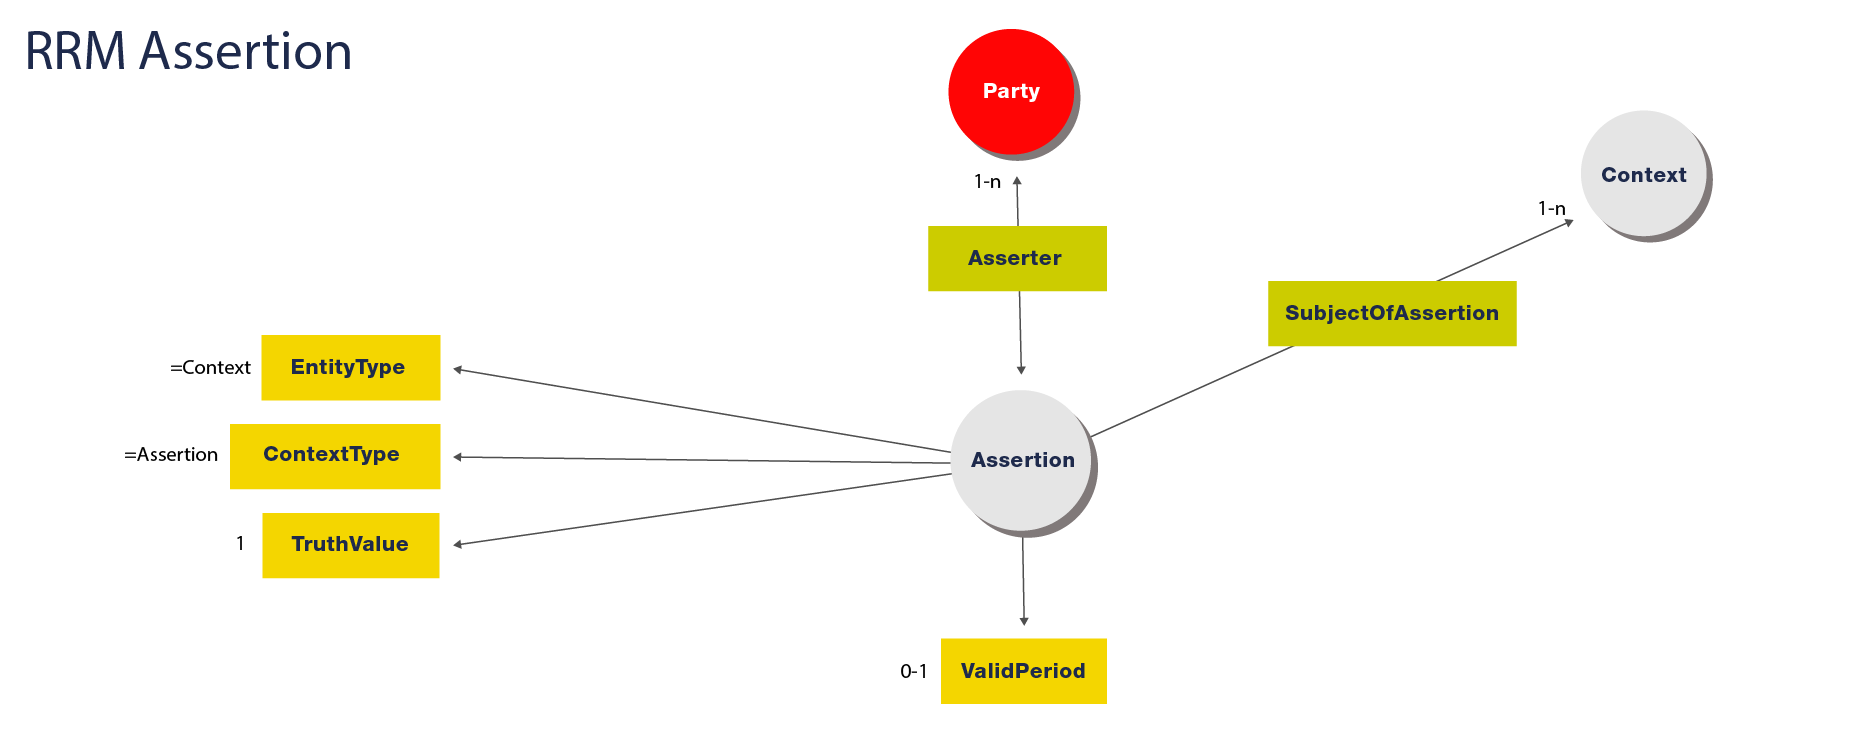 RRM Assertion
Party
1-n
Context
1-n
Asserter
SubjectOfAssertion
=Context
EntityType
=Assertion
ContextType
Assertion
1
TruthValue
0-1
ValidPeriod